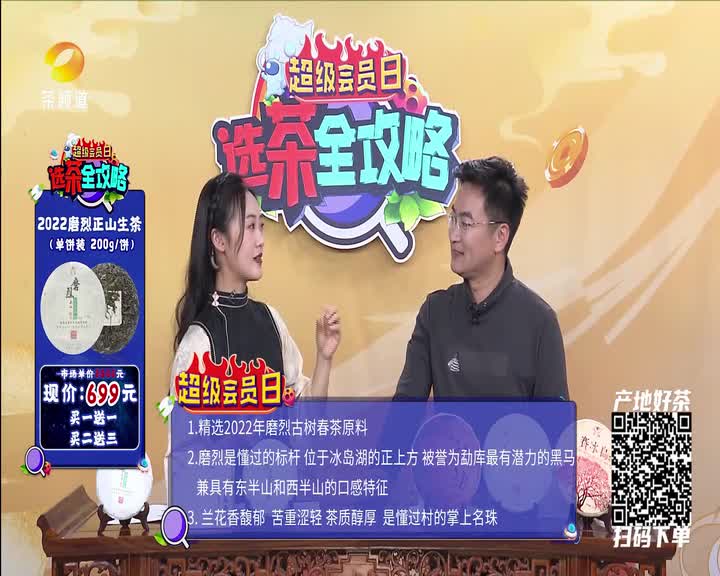 茶频道
超级会员日
选茶全攻略
超级会员日
选茶全攻略
2022磨烈正山生茶
(单饼装 200g/饼)
磨烈
现价:699元
买一送一
买二送三
超级会员日
1.精选2022年磨烈古树春茶原料
2.磨烈是懂过的标杆 位于冰岛湖的正上方 被誉为勐库最有潜力的黑马
兼具有东半山和西半山的口感特征
3. 兰花香馥郁 苦重涩轻 茶质醇厚 是懂过村的掌上名珠
产地好茶
扫码下单